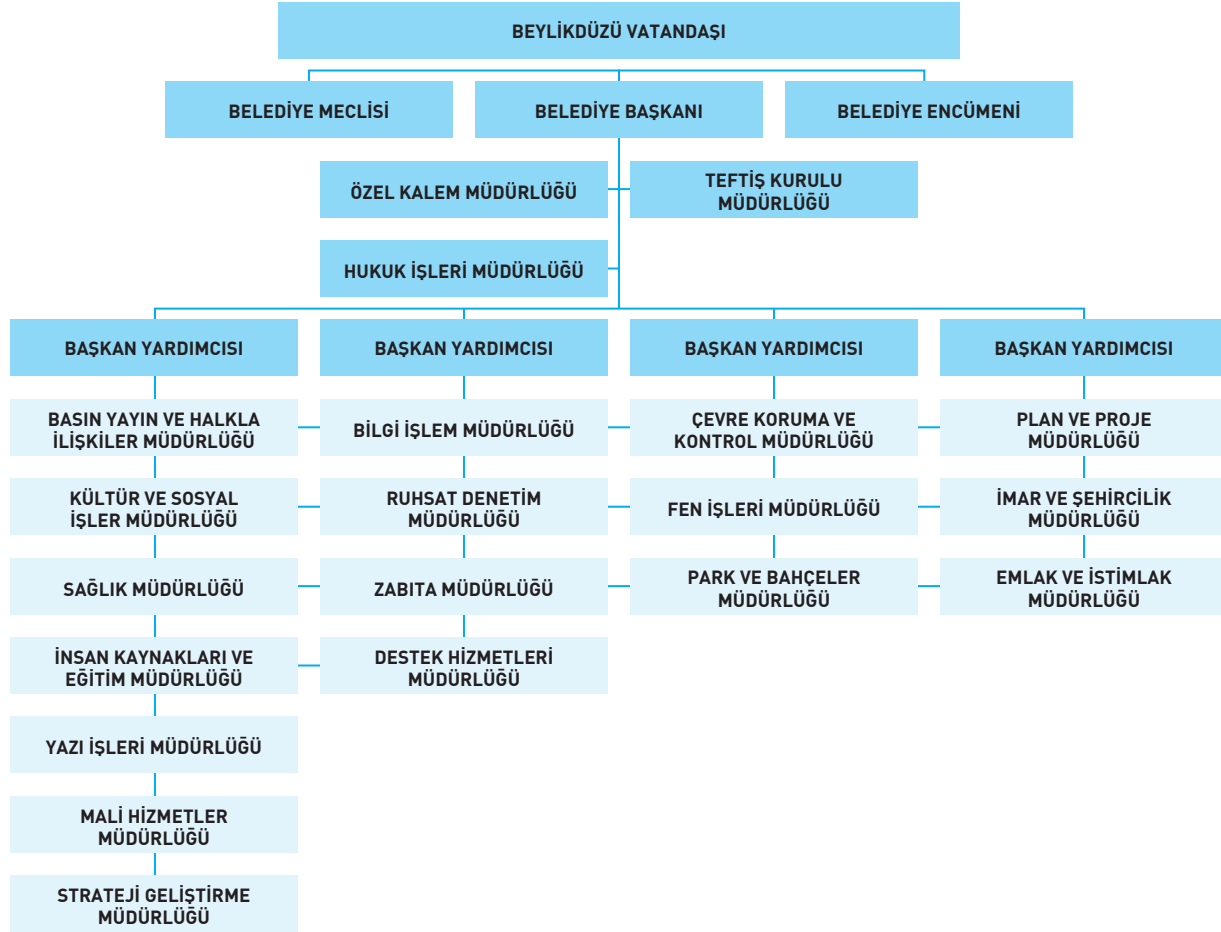 BEYLİKDÜZÜ VATANDAŞI
BELEDİYE MECLİSİ
BELEDİYE BAŞKANI
BELEDİYE ENCÜMENİ
ÖZEL KALEM MÜDÜRLÜĞÜ
TEFTİŞ KURULU
MÜDÜRLÜĞÜ
HUKUK İŞLERİ MÜDÜRLÜĞÜ
BAŞKAN YARDIMCISI
BAŞKAN YARDIMCISI
BAŞKAN YARDIMCISI
BAŞKAN YARDIMCISI
BASIN YAYIN VE HALKLA
İLİŞKİLER MÜDÜRLÜĞÜ
BİLGİ İŞLEM MÜDÜRLÜĞÜ
ÇEVRE KORUMA VE
KONTROL MÜDÜRLÜĞÜ
PLAN VE PROJE
MÜDÜRLÜĞÜ
KÜLTÜR VE SOSYAL
İŞLER MÜDÜRLÜĞÜ
RUHSAT DENETİM
MÜDÜRLÜĞÜ
FEN İŞLERİ MÜDÜRLÜĞÜ
İMAR VE ŞEHİRCİLİK
MÜDÜRLÜĞÜ
SAĞLIK MÜDÜRLÜĞÜ
ZABITA MÜDÜRLÜĞÜ
PARK VE BAHÇELER
MÜDÜRLÜĞÜ
EMLAK VE İSTİMLAK
MÜDÜRLÜĞÜ
İNSAN KAYNAKLARI VE
EĞİTİM MÜDÜRLÜĞÜ
DESTEK HİZMETLERİ
MÜDÜRLÜĞÜ
YAZI İŞLERİ MÜDÜRLÜĞÜ
MALİ HİZMETLER
MÜDÜRLÜĞÜ
STRATEJİ GELİŞTİRME
MÜDÜRLÜĞÜ